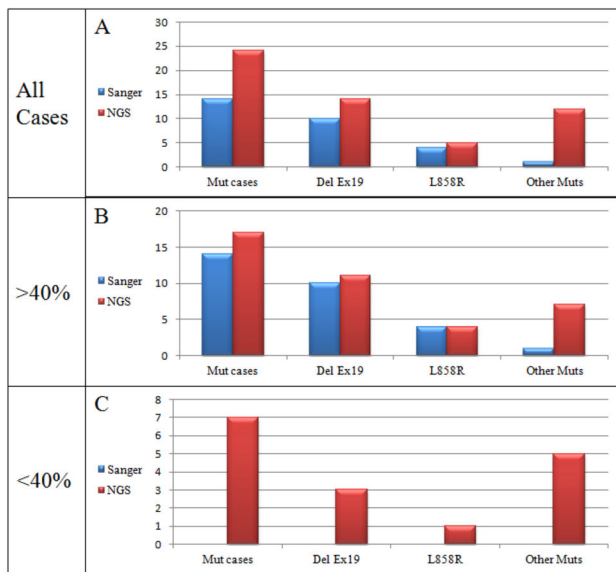 All
Cases
A
30
25
20
15
10
5
0
Sanger
NGS
Mut cases Del Ex19 L858R Other Muts
>40%
B
20
15
10
5
0
Sanger
NGS
Mut cases Del Ex19 L858R Other Muts
<40%
C
8
7
6
5
4
3
2
1
0
Sanger
NGS
Mut cases Del Ex19 L858R Other Muts